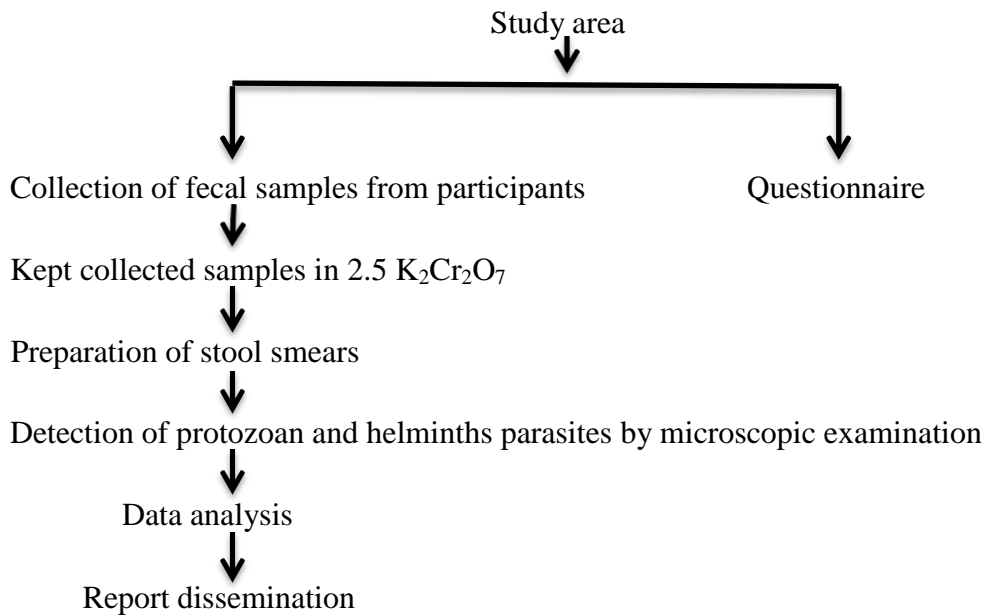 Study area
Collection of fecal samples from participants
Questionnaire
Kept collected samples in 2.5 K₂Cr₂O₇
Preparation of stool smears
Detection of protozoan and helminths parasites by microscopic examination
Data analysis
Report dissemination